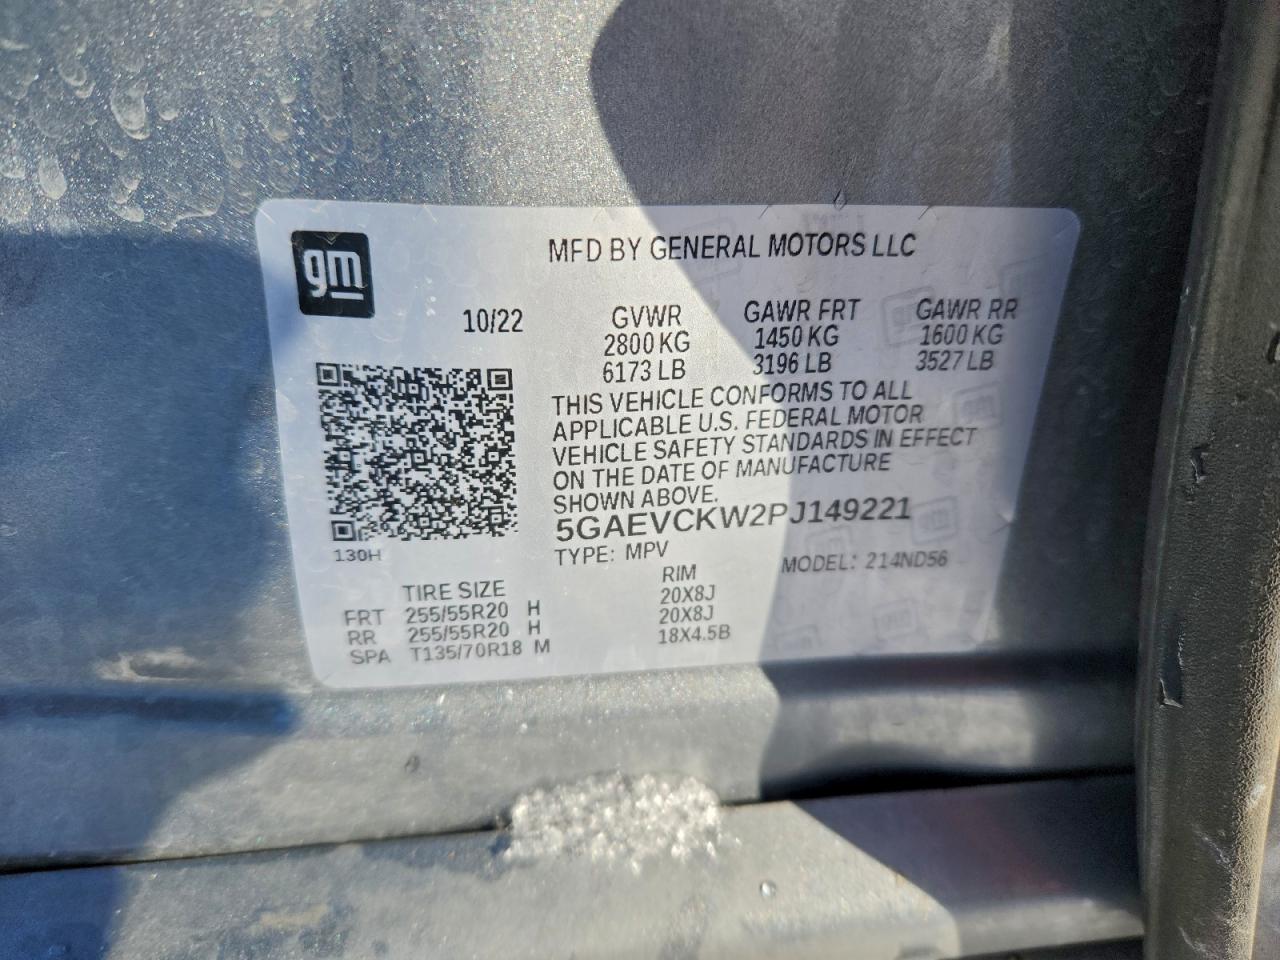 gm
MFD BY GENERAL MOTORS LLC
10/22
GVWR GAWR FRT GAWR RR
2800 KG 1450 KG 1600 KG
6173 LB 3196 LB 3527 LB
THIS VEHICLE CONFORMS TO ALL
APPLICABLE U.S. FEDERAL MOTOR
VEHICLE SAFETY STANDARDS IN EFFECT
ON THE DATE OF MANUFACTURE
SHOWN ABOVE.
5GAEVCKW2PJ149221
130H
TYPE: MPV MODEL: 214ND56
TIRE SIZE RIM
FRT 255/55R20 H 20X8J
RR 255/55R20 H 20X8J
SPA T135/70R18 M 18X4.5B